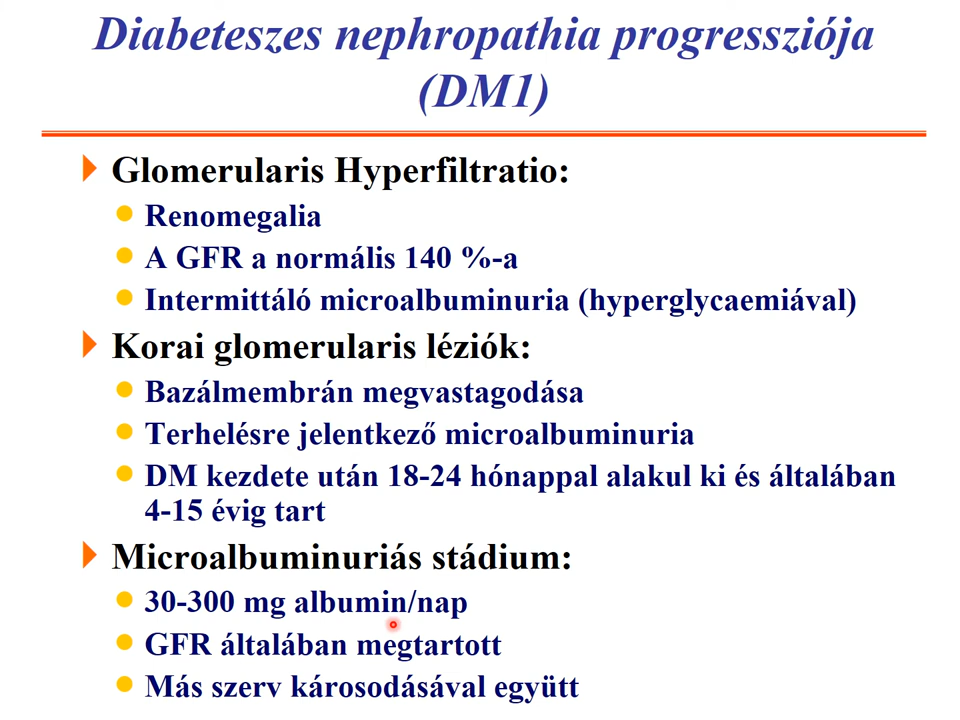 Diabeteszes nephropathia progressziója
(DM1)
Glomerularis Hyperfiltratio:
Renomegalia
A GFR a normális 140 %-a
Intermittáló microalbuminuria (hyperglycaemiával)
Korai glomerularis léziók:
Bazálmembrán megvastagodása
Terhelésre jelentkező microalbuminuria
DM kezdete után 18-24 hónappal alakul ki és általában
4-15 évig tart
Microalbuminuriás stádium:
30-300 mg albumin/nap
GFR általában megtartott
Más szerv károsodásával együtt